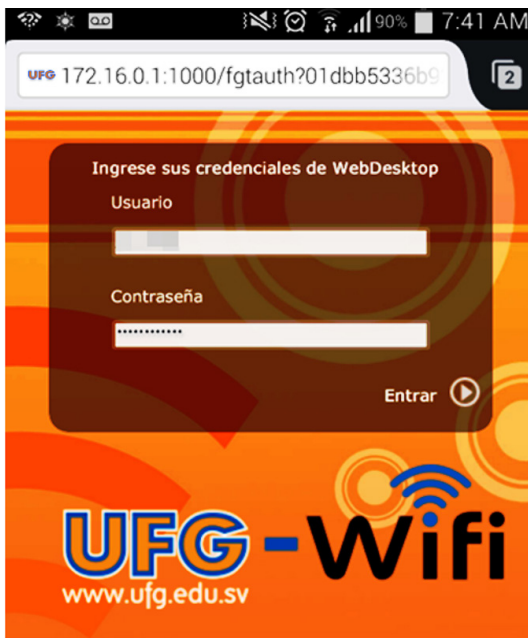 90% 7:41 AM
UFG 172.16.0.1:1000/fgtauth?01dbb5336b9
2
Ingrese sus credenciales de WebDesktop
Usuario
Contraseña
............
Entrar
UFG-Wifi
www.ufg.edu.sv